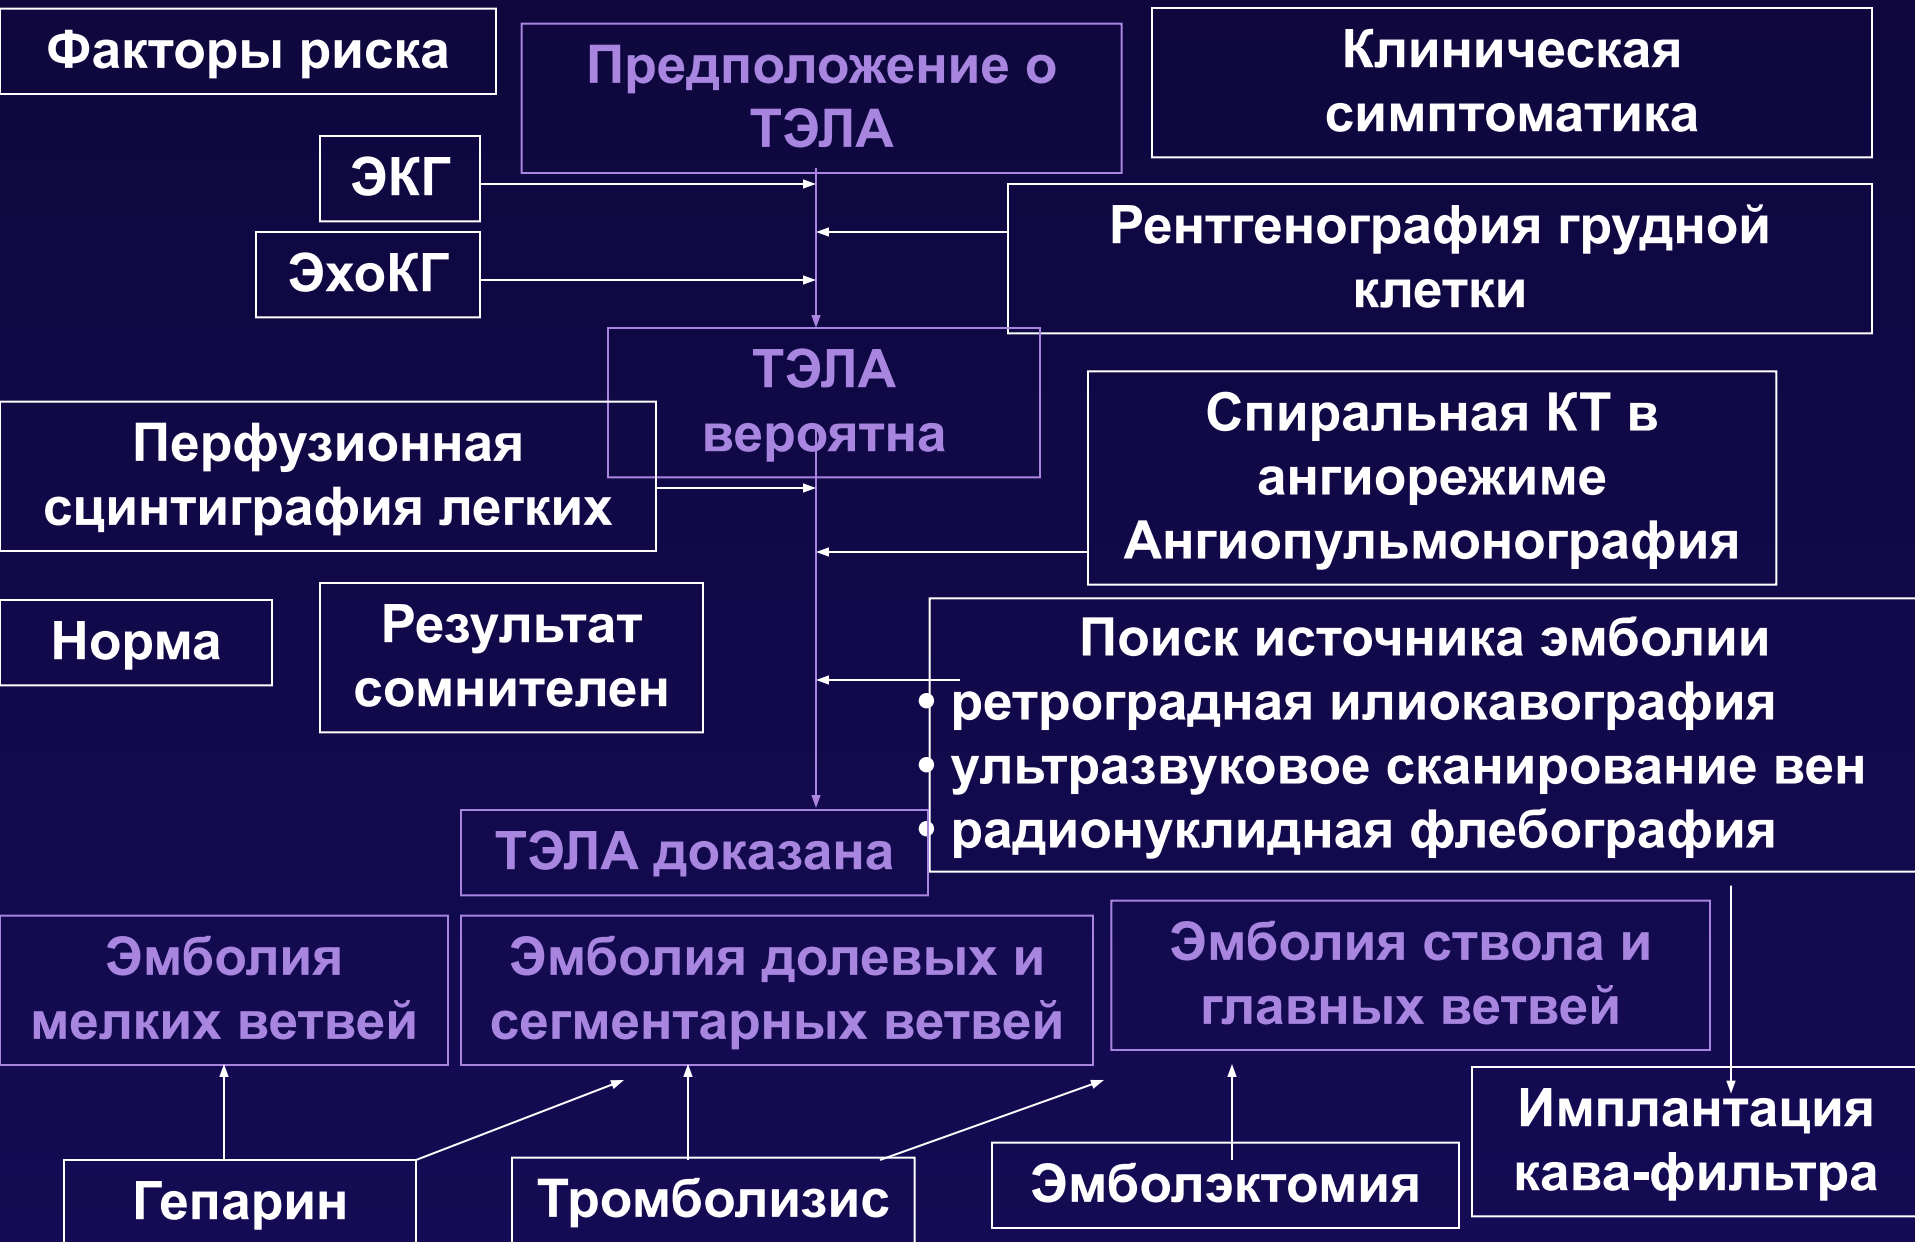 Факторы риска
Предположение о
ТЭЛА
Клиническая
симптоматика
ЭКГ
Рентгенография грудной
клетки
ЭхоКГ
ТЭЛА
вероятна
Перфузионная
сцинтиграфия легких
Спиральная КТ в
ангиорежиме
Ангиопульмонография
Норма
Результат
сомнителен
Поиск источника эмболии
• ретроградная илиокавография
• ультразвуковое сканирование вен
• радионуклидная флебография
ТЭЛА доказана
Эмболия
мелких ветвей
Эмболия долевых и
сегментарных ветвей
Эмболия ствола и
главных ветвей
Гепарин
Тромболизис
Эмболэктомия
Имплантация
кава-фильтра